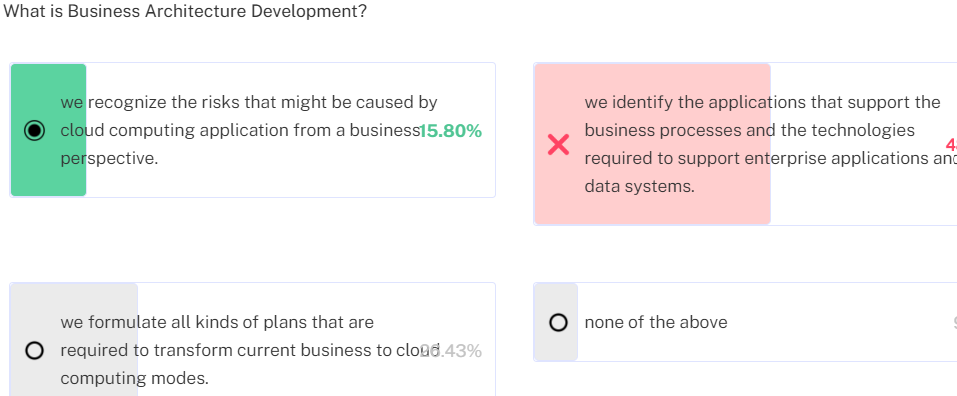 What is Business Architecture Development?
we recognize the risks that might be caused by
cloud computing application from a business
perspective.
15.80%
we identify the applications that support the
business processes and the technologies
required to support enterprise applications and
data systems.
4
we formulate all kinds of plans that are
required to transform current business to cloud
computing modes.
none of the above